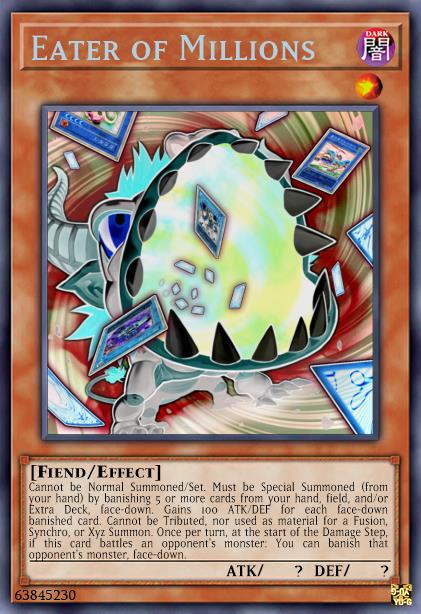 Eater of Millions
DARK
闇
[Fiend/Effect]
Cannot be Normal Summoned/Set. Must be Special Summoned (from
your hand) by banishing 5 or more cards from your hand, field, and/or
Extra Deck, face-down. Gains 100 ATK/DEF for each face-down
banished card. Cannot be Tributed, nor used as material for a Fusion,
Synchro, or Xyz Summon. Once per turn, at the start of the Damage Step,
if this card battles an opponent's monster: You can banish that
opponent's monster, face-down.
ATK/ ? DEF/ ?
63845230